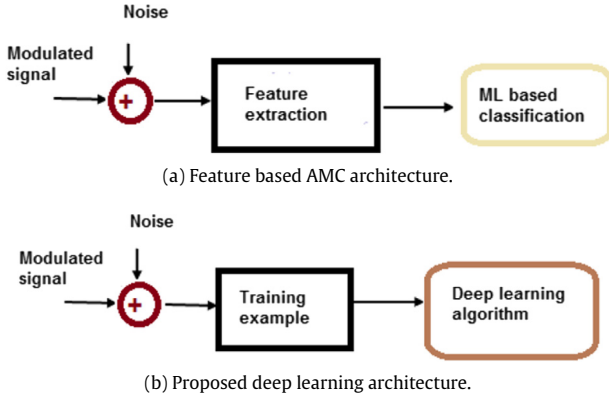 Noise
Modulated
signal
+
Feature
extraction
ML based
classification
(a) Feature based AMC architecture.
Noise
Modulated
signal
+
Training
example
Deep learning
algorithm
(b) Proposed deep learning architecture.